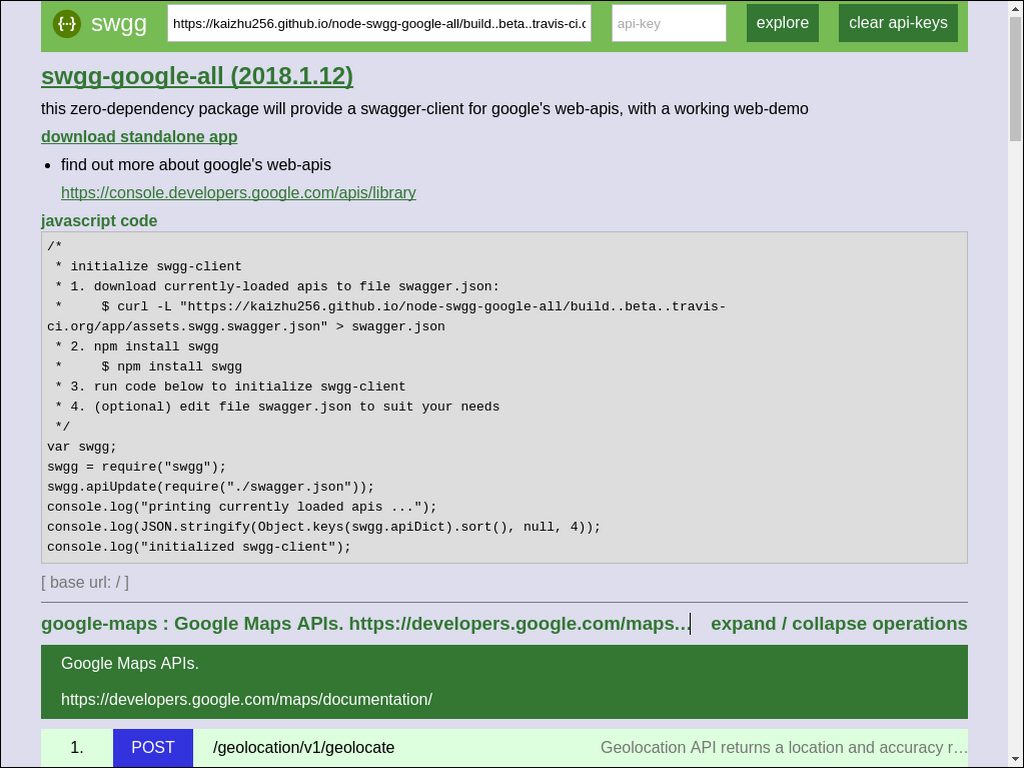 {···} swgg https://kaizhu256.github.io/node-swgg-google-all/build..beta..travis-ci.c api-key explore clear api-keys
swgg-google-all (2018.1.12)
this zero-dependency package will provide a swagger-client for google's web-apis, with a working web-demo
download standalone app
• find out more about google's web-apis
https://console.developers.google.com/apis/library
javascript code
/*
 * initialize swgg-client
 * 1. download currently-loaded apis to file swagger.json:
 *     $ curl -L "https://kaizhu256.github.io/node-swgg-google-all/build..beta..travis-
ci.org/app/assets.swgg.swagger.json" > swagger.json
 * 2. npm install swgg
 *     $ npm install swgg
 * 3. run code below to initialize swgg-client
 * 4. (optional) edit file swagger.json to suit your needs
 */
var swgg;
swgg = require("swgg");
swgg.apiUpdate(require("./swagger.json"));
console.log("printing currently loaded apis ...");
console.log(JSON.stringify(Object.keys(swgg.apiDict).sort(), null, 4));
console.log("initialized swgg-client");
[ base url: / ]
google-maps : Google Maps APIs. https://developers.google.com/maps... expand / collapse operations
Google Maps APIs.
https://developers.google.com/maps/documentation/
1. POST /geolocation/v1/geolocate Geolocation API returns a location and accuracy r…